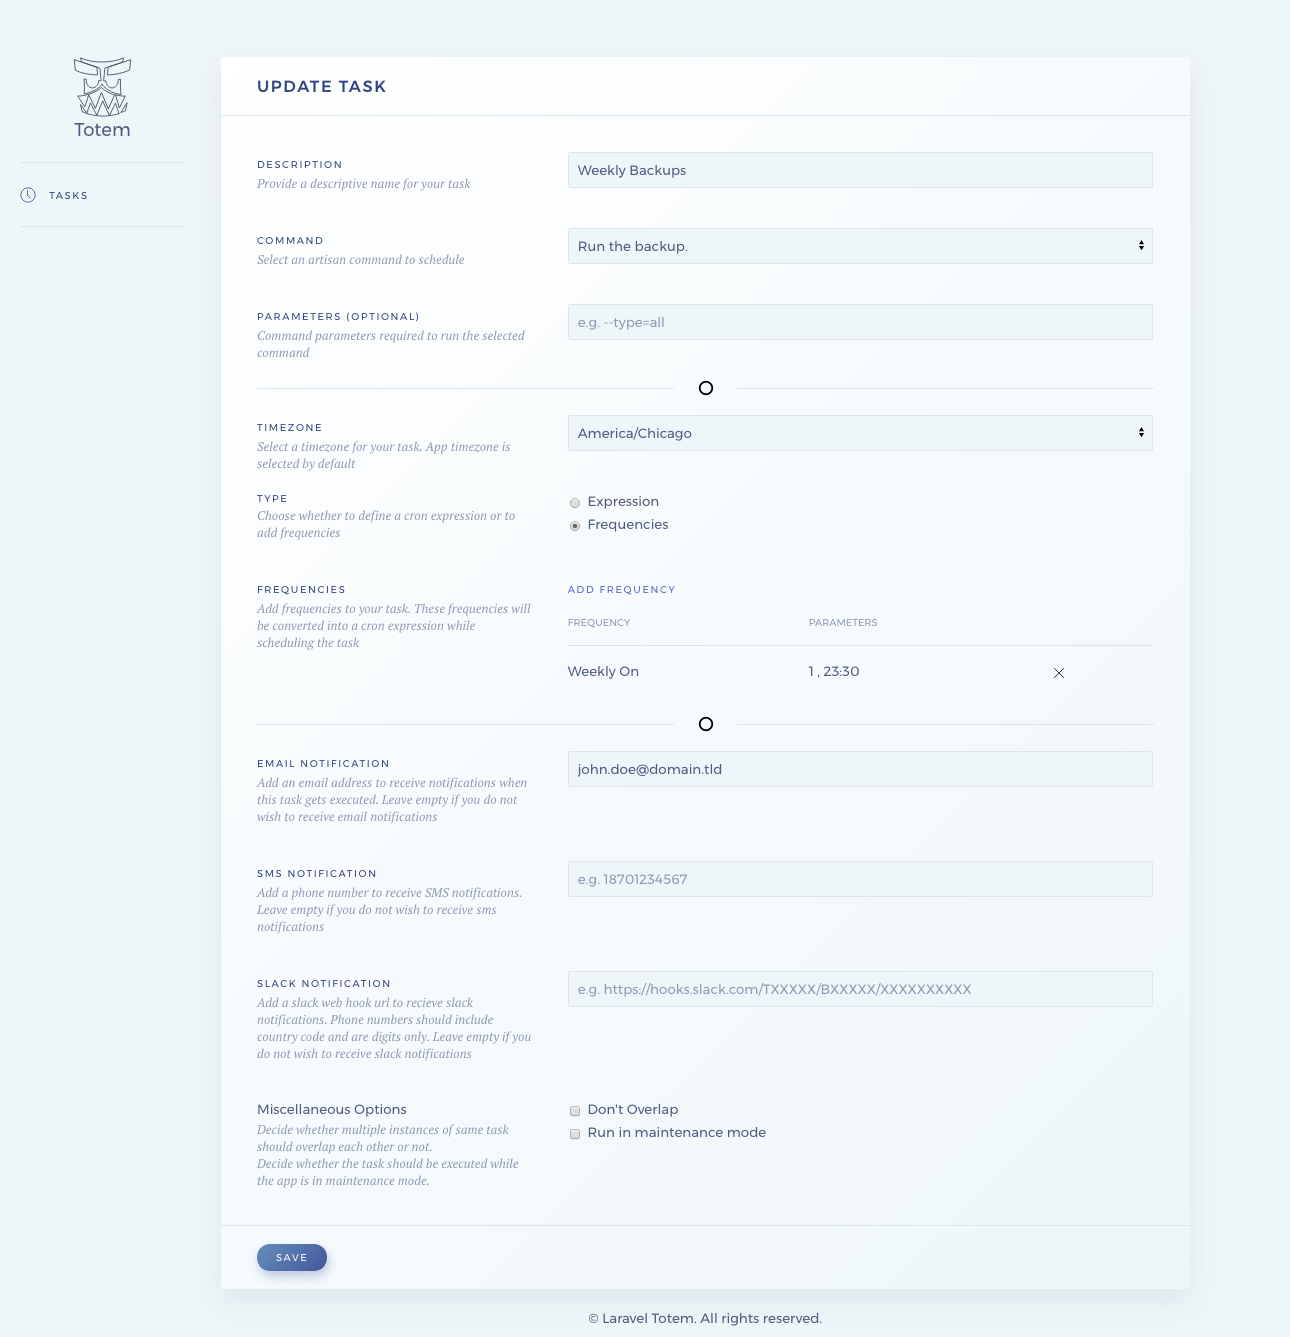 Totem
TASKS
UPDATE TASK
DESCRIPTION
Provide a descriptive name for your task
Weekly Backups
COMMAND
Select an artisan command to schedule
Run the backup.
PARAMETERS (OPTIONAL)
Command parameters required to run the selected
command
e.g. --type=all
TIMEZONE
Select a timezone for your task. App timezone is
selected by default
America/Chicago
TYPE
Choose whether to define a cron expression or to
add frequencies
Expression
Frequencies
FREQUENCIES
Add frequencies to your task. These frequencies will
be converted into a cron expression while
scheduling the task
ADD FREQUENCY
FREQUENCY PARAMETERS
Weekly On 1 , 23:30
EMAIL NOTIFICATION
Add an email address to receive notifications when
this task gets executed. Leave empty if you do not
wish to receive email notifications
john.doe@domain.tld
SMS NOTIFICATION
Add a phone number to receive SMS notifications.
Leave empty if you do not wish to receive sms
notifications
e.g. 18701234567
SLACK NOTIFICATION
Add a slack web hook url to recieve slack
notifications. Phone numbers should include
country code and are digits only. Leave empty if you
do not wish to receive slack notifications
e.g. https://hooks.slack.com/TXXXXX/BXXXXX/XXXXXXXXXX
Miscellaneous Options
Decide whether multiple instances of same task
should overlap each other or not.
Decide whether the task should be executed while
the app is in maintenance mode.
Don't Overlap
Run in maintenance mode
SAVE
© Laravel Totem. All rights reserved.